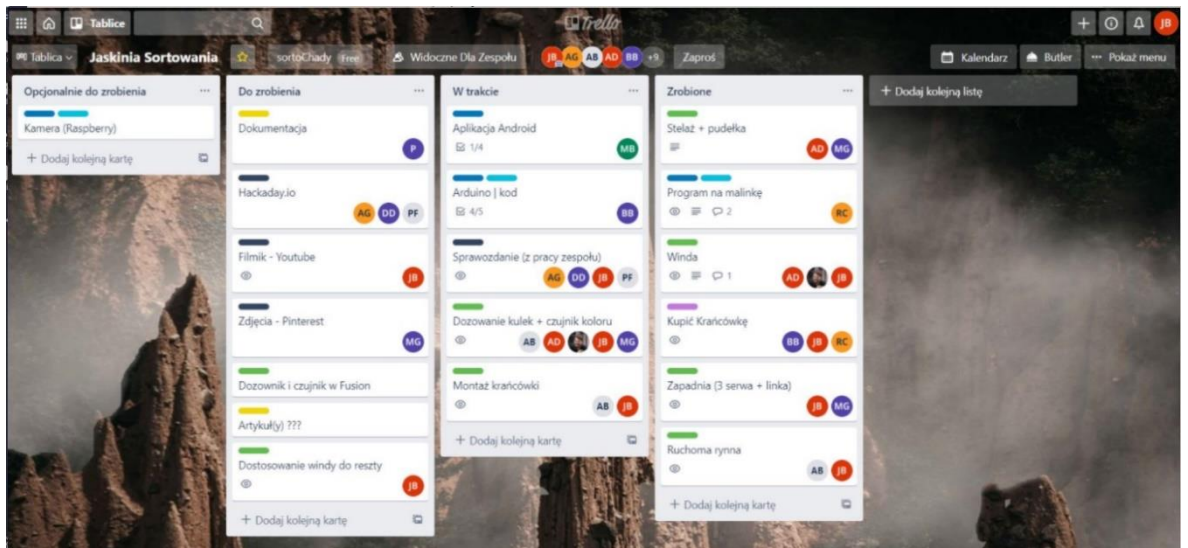 Tablice
Trello
JB
Tablica
Jaskinia Sortowania
sortoChady Free
Widoczne Dla Zespołu
JB AG AB AD BB +9
Zaproś
Kalendarz
Butler
Pokaż menu
Opcjonalnie do zrobienia
Kamera (Raspberry)
+ Dodaj kolejną kartę
Do zrobienia
Dokumentacja
P
Hackaday.io
AG DD PF
Filmik - Youtube
JB
Zdjęcia - Pinterest
MG
Dozownik i czujnik w Fusion
Artykuł(y) ???
Dostosowanie windy do reszty
JB
+ Dodaj kolejną kartę
W trakcie
Aplikacja Android
1/4
MB
Arduino | kod
4/5
BB
Sprawozdanie (z pracy zespołu)
AG DD JB PF
Dozowanie kulek + czujnik koloru
AB AD JB MG
Montaż krańcówki
AB JB
+ Dodaj kolejną kartę
Zrobione
Stelaż + pudełka
AD MG
Program na malinkę
2
RC
Winda
1
AD JB
Kupić Krańcówkę
BB JB RC
Zapadnia (3 serwa + linka)
JB MG
Ruchoma rynna
AB JB
+ Dodaj kolejną kartę
+ Dodaj kolejną listę